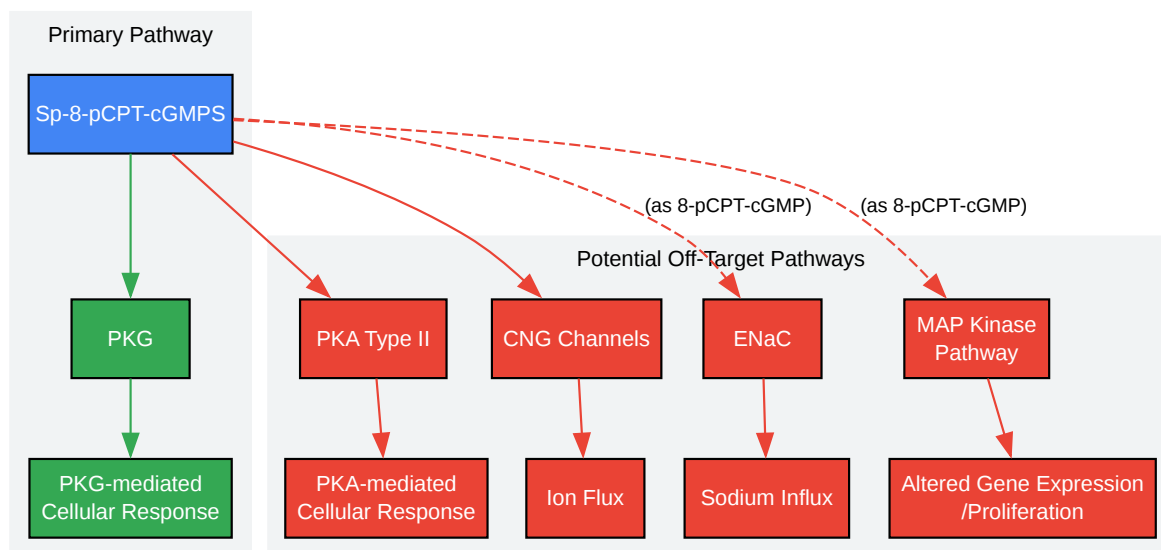 Primary Pathway
Sp-8-pCPT-cGMPS
(as 8-pCPT-cGMP)
(as 8-pCPT-cGMP)
Potential Off-Target Pathways
PKG
PKA Type II
CNG Channels
ENaC
MAP Kinase
Pathway
PKG-mediated
Cellular Response
PKA-mediated
Cellular Response
Ion Flux
Sodium Influx
Altered Gene Expression
/Proliferation